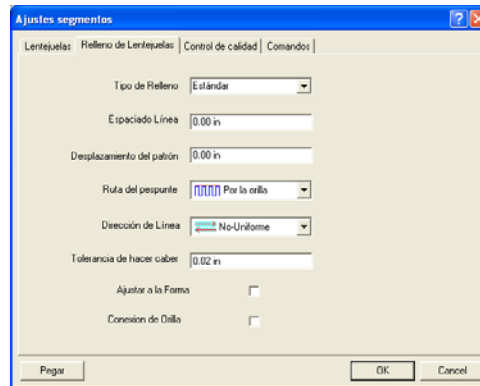 Ajustes segmentos
Lentejuelas Relleno de Lentejuelas Control de calidad Comandos
Tipo de Relleno Estándar
Espaciado Línea 0.00 in
Desplazamiento del patrón 0.00 in
Ruta del pespunte Por la orilla
Dirección de Línea No-Uniforme
Tolerancia de hacer caber 0.02 in
Ajustar a la Forma
Conexion de Orilla
Pegar OK Cancel